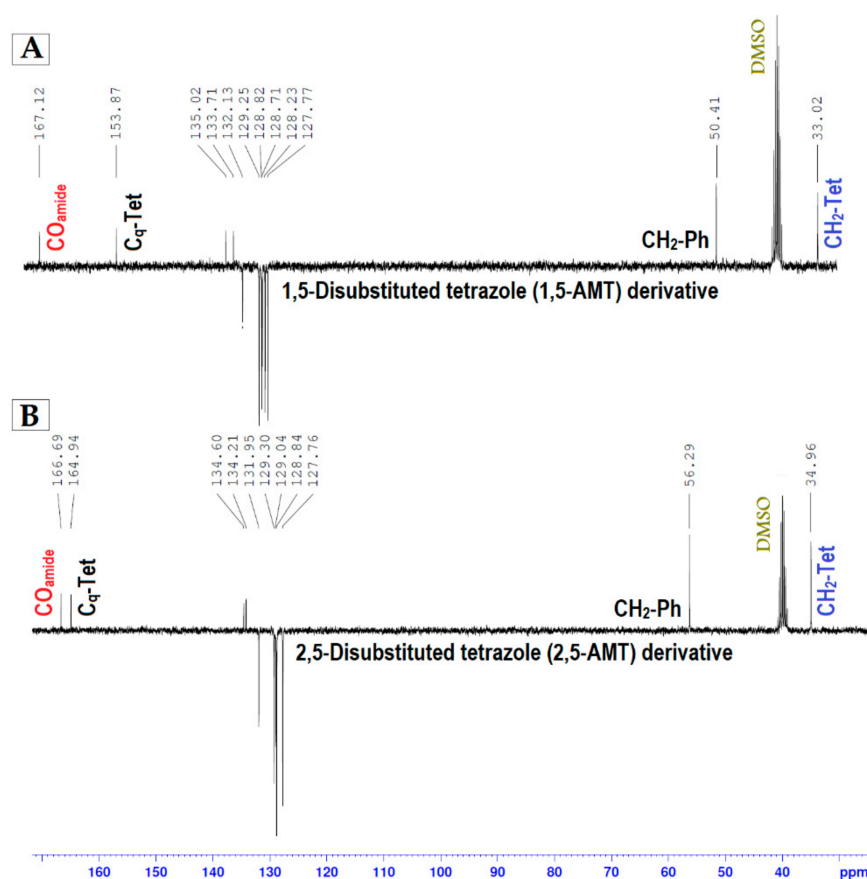 A
167.12
153.87
135.02
133.71
132.13
129.25
128.82
128.71
128.23
127.77
50.41
33.02
DMSO
COamide
Cq-Tet
CH2-Ph
CH2-Tet
1,5-Disubstituted tetrazole (1,5-AMT) derivative
B
166.69
164.94
134.60
134.21
131.95
129.30
129.04
128.84
127.76
56.29
34.96
DMSO
COamide
Cq-Tet
CH2-Ph
CH2-Tet
2,5-Disubstituted tetrazole (2,5-AMT) derivative
160 150 140 130 120 110 100 90 80 70 60 50 40 ppm